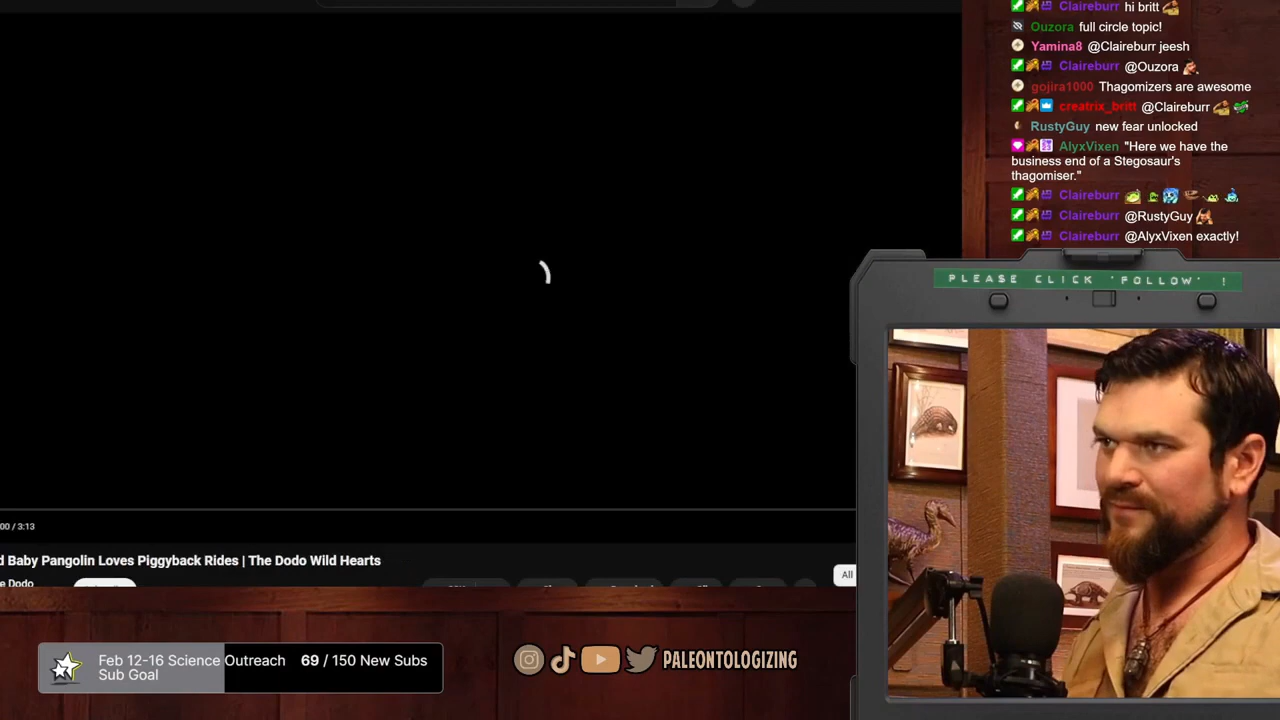 Claireburr hi britt
Ouzora full circle topic!
Yamina8 @Claireburr jeesh
Claireburr @Ouzora
gojira1000 Thagomizers are awesome
creatrix_britt @Claireburr
RustyGuy new fear unlocked
AlyxVixen "Here we have the
business end of a Stegosaur's
thagomiser."
Claireburr
Claireburr @RustyGuy
Claireburr @AlyxVixen exactly!
PLEASE CLICK 'FOLLOW' !
00 / 3:13
d Baby Pangolin Loves Piggyback Rides | The Dodo Wild Hearts
e Dodo
All
Feb 12-16 Science Outreach 69 / 150 New Subs
Sub Goal
PALEONTOLOGIZING